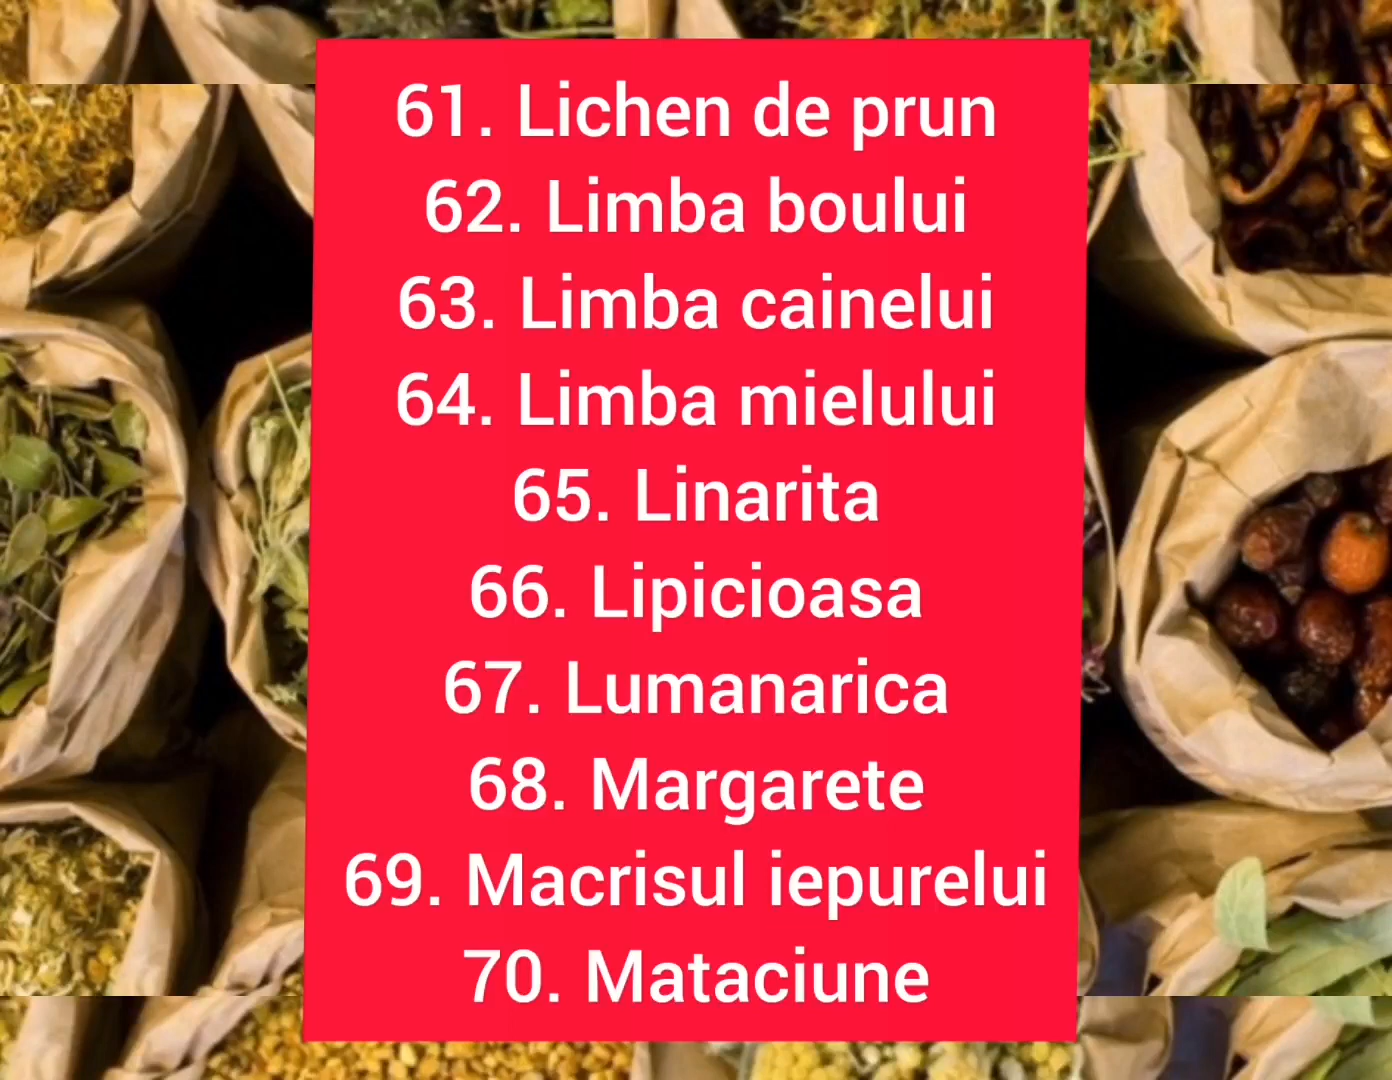 61. Lichen de prun
62. Limba boului
63. Limba cainelui
64. Limba mielului
65. Linarita
66. Lipicioasa
67. Lumanarica
68. Margarete
69. Macrisul iepurelui
70. Mataciune